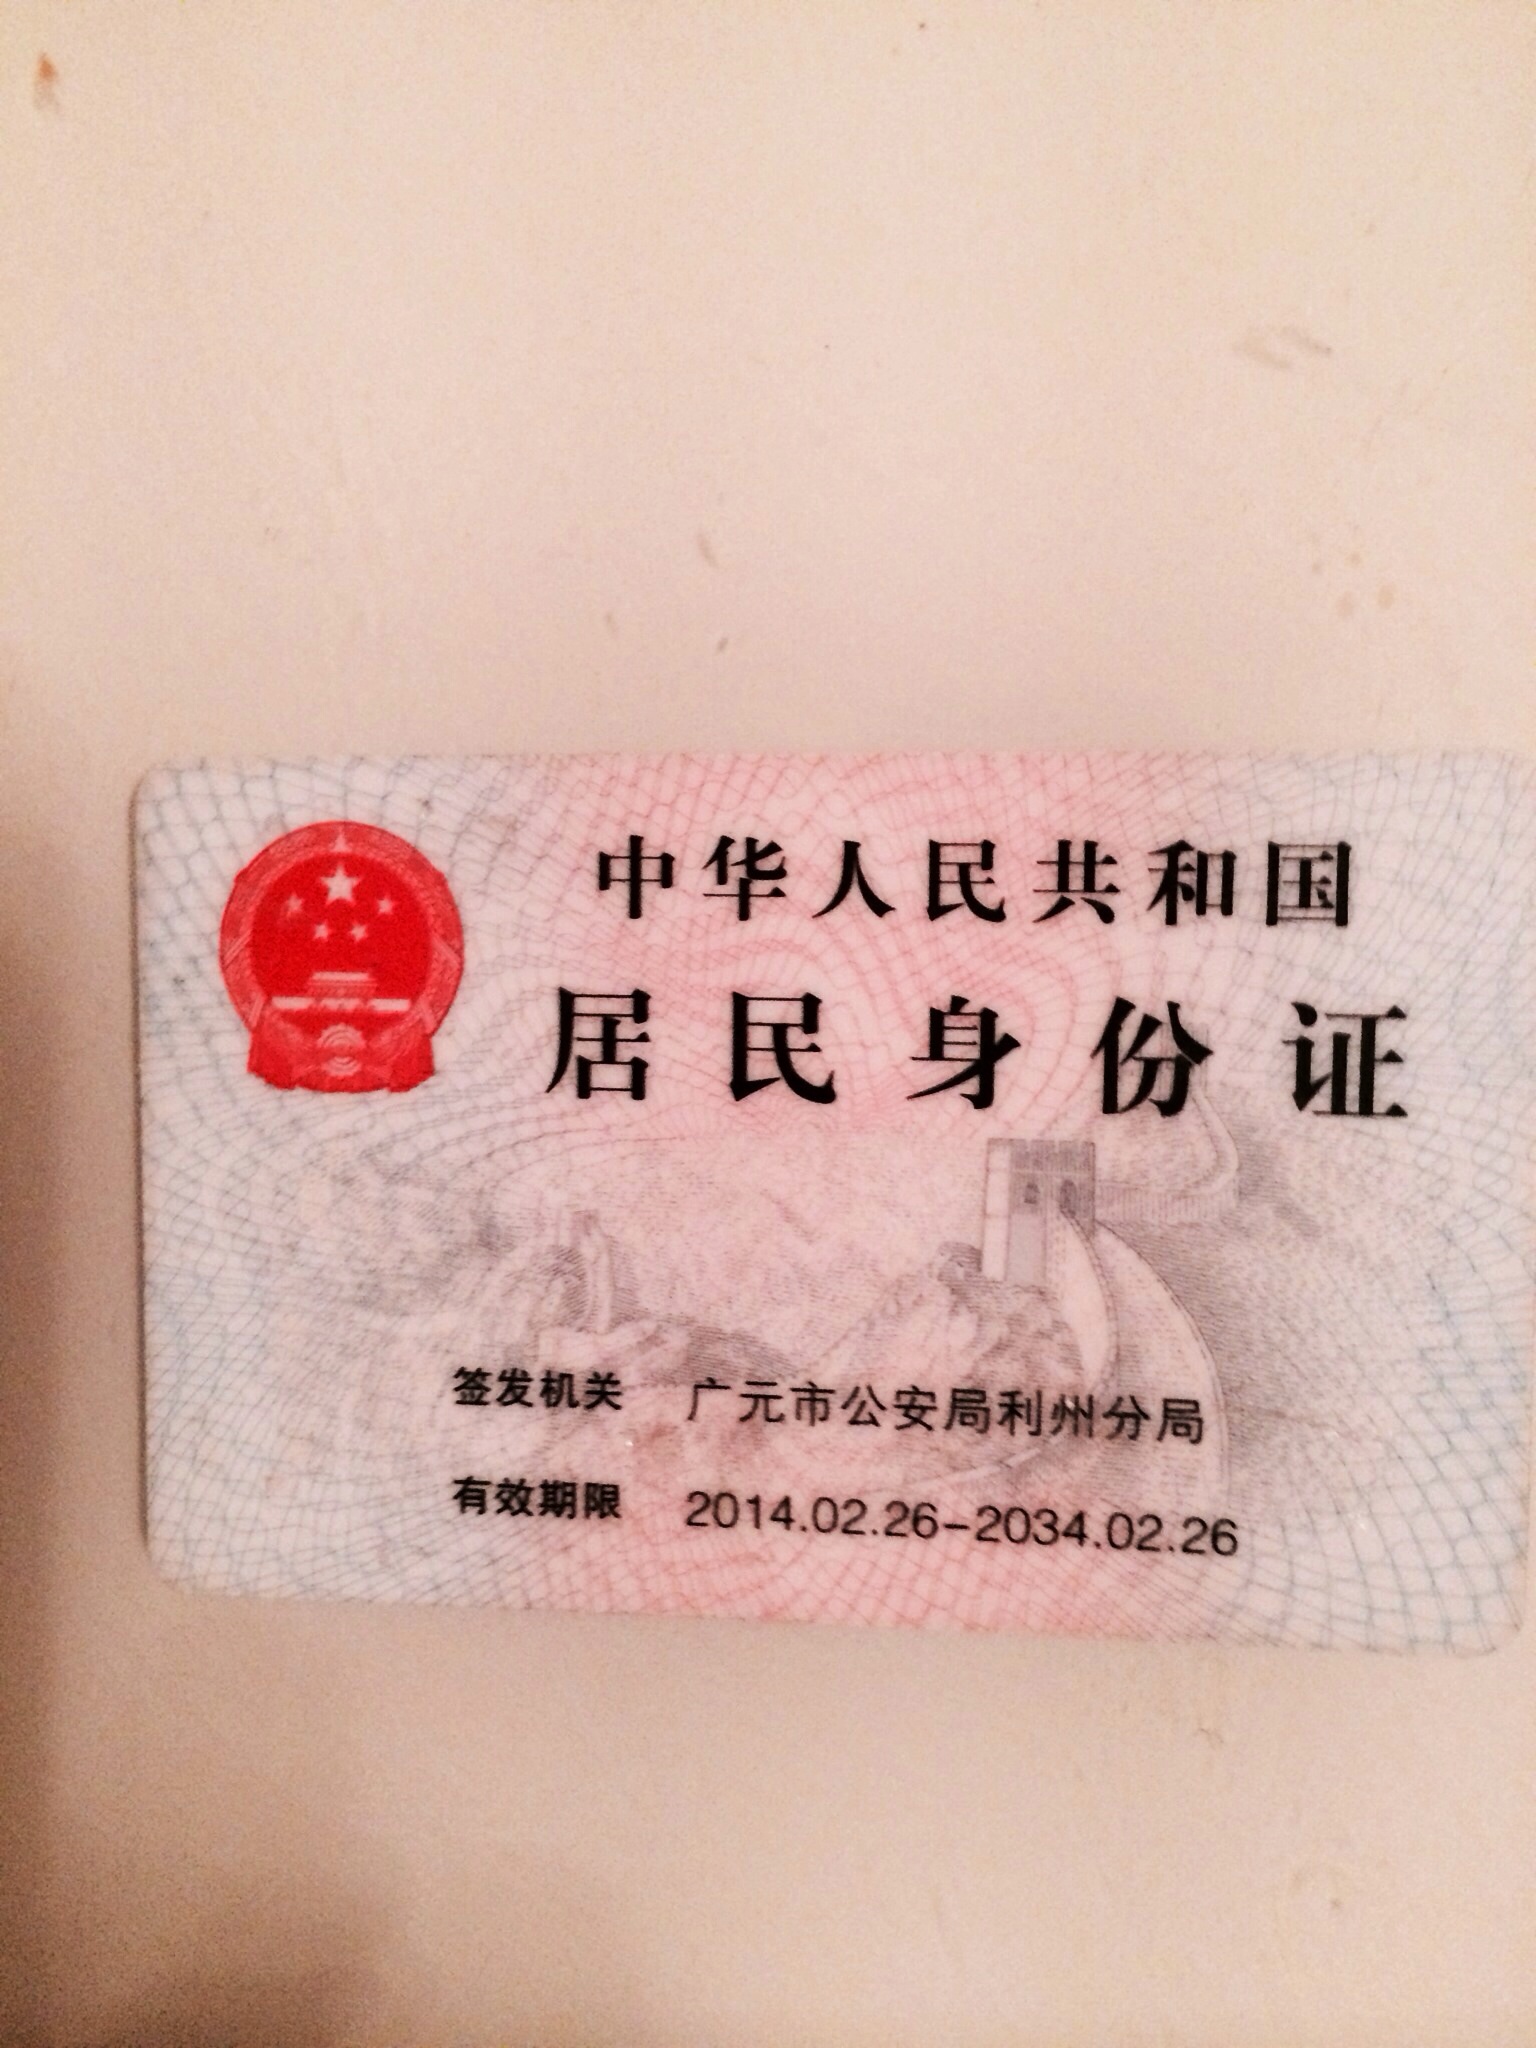 中华人民共和国
居民身份证
签发机关 广元市公安局利州分局
有效期限 2014.02.26-2034.02.26